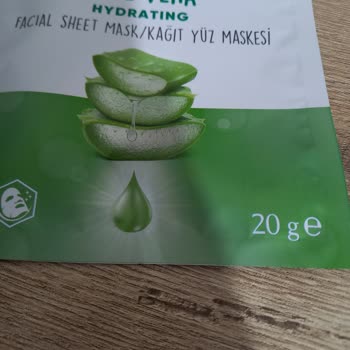 HYDRATING
FACIAL SHEET MASK/KAĞIT YÜZ MASKESİ
20 g℮